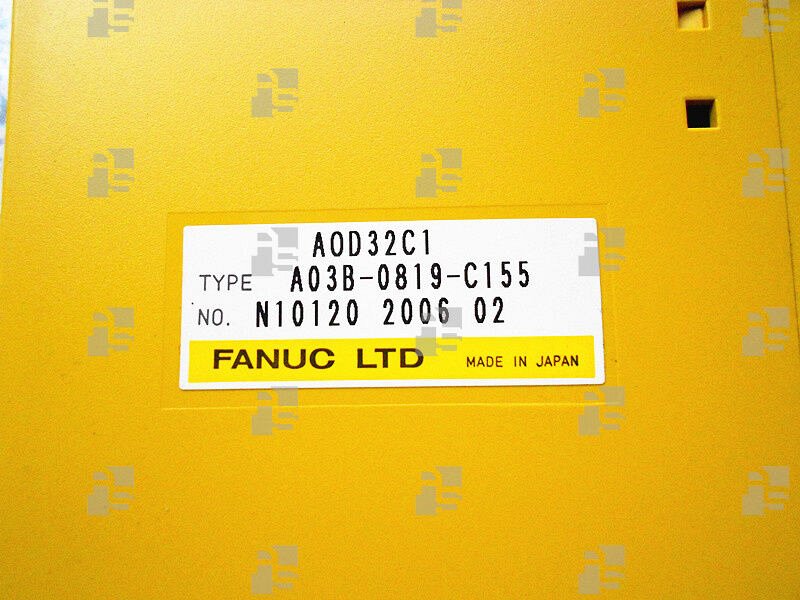 AOD32C1
TYPE A03B-0819-C155
NO. N10120 2006 02
FANUC LTD MADE IN JAPAN